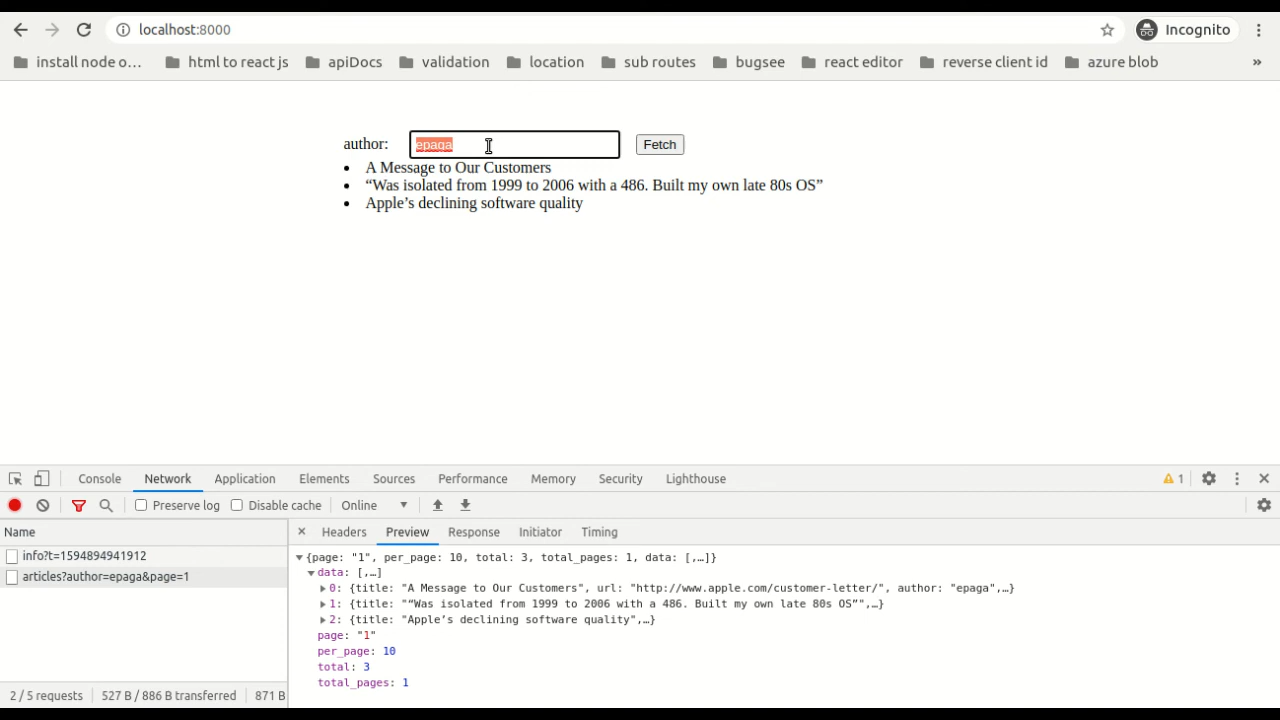 localhost:8000
Incognito
install node o...
html to react js
apiDocs
validation
location
sub routes
bugsee
react editor
reverse client id
azure blob
»
author: epaga Fetch
• A Message to Our Customers
• “Was isolated from 1999 to 2006 with a 486. Built my own late 80s OS”
• Apple’s declining software quality
Console Network Application Elements Sources Performance Memory Security Lighthouse 1
Preserve log Disable cache Online
Name
info?t=1594894941912
articles?author=epaga&page=1
2 / 5 requests 527 B / 886 B transferred 871 B
Headers Preview Response Initiator Timing
{page: "1", per_page: 10, total: 3, total_pages: 1, data: [,…]}
data: [,…]
0: {title: "A Message to Our Customers", url: "http://www.apple.com/customer-letter/", author: "epaga",…}
1: {title: "“Was isolated from 1999 to 2006 with a 486. Built my own late 80s OS”",…}
2: {title: "Apple’s declining software quality",…}
page: "1"
per_page: 10
total: 3
total_pages: 1